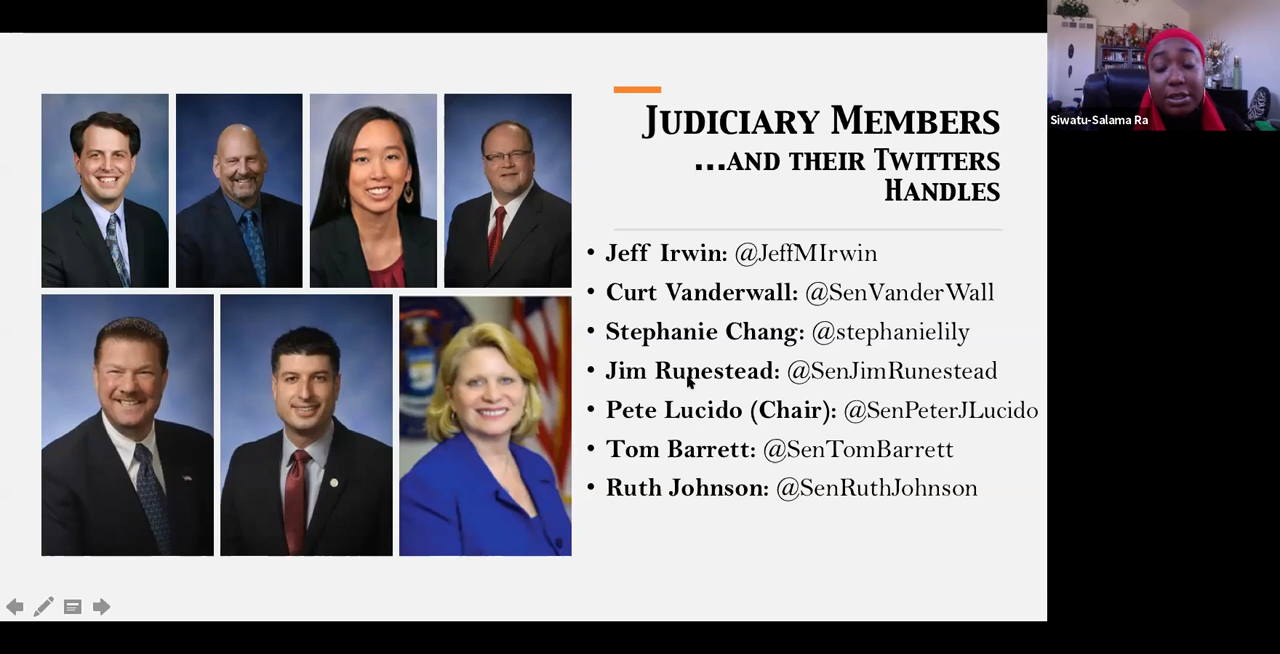 Judiciary Members
...and their Twitters
Handles
• Jeff Irwin: @JeffMIrwin
• Curt Vanderwall: @SenVanderWall
• Stephanie Chang: @stephanielily
• Jim Runestead: @SenJimRunestead
• Pete Lucido (Chair): @SenPeterJLucido
• Tom Barrett: @SenTomBarrett
• Ruth Johnson: @SenRuthJohnson
Siwatu-Salama Ra